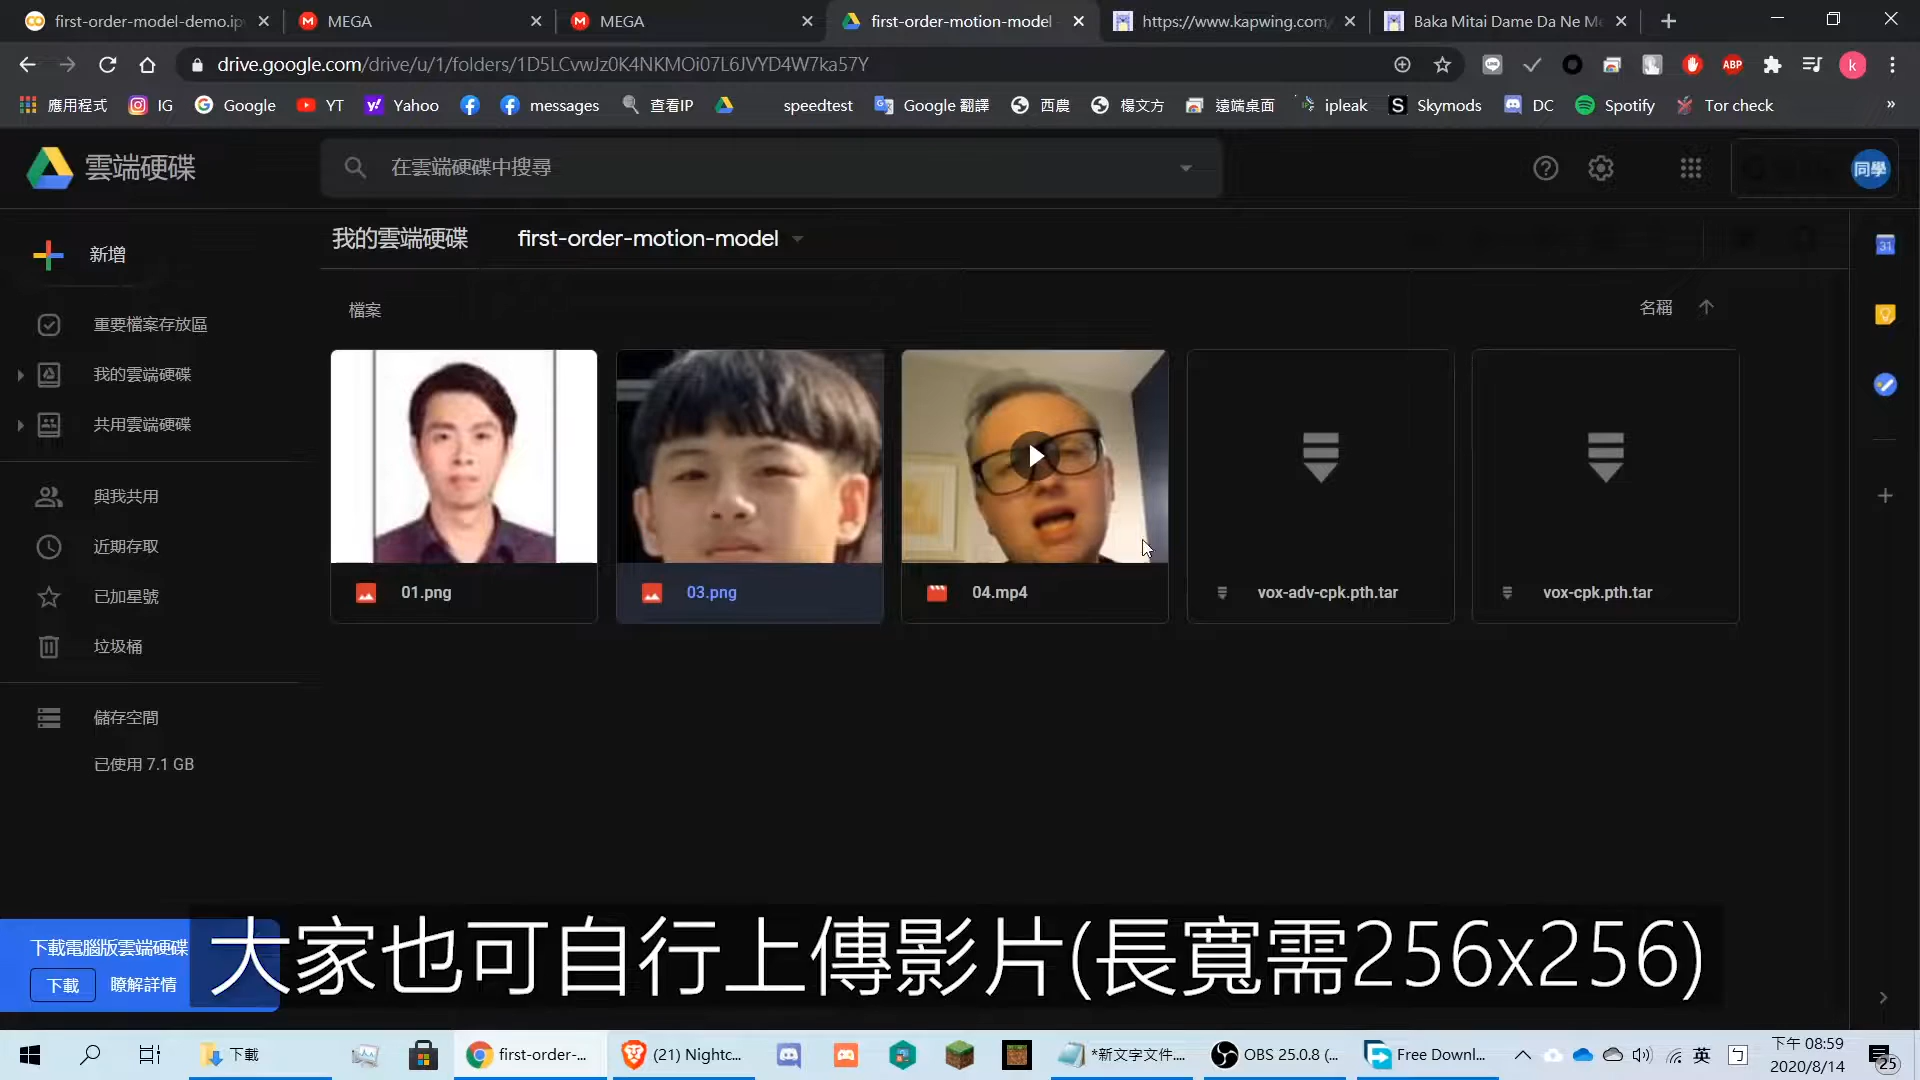 first-order-model-demo.ip
MEGA
MEGA
first-order-motion-model
https://www.kapwing.com/
Baka Mitai Dame Da Ne Me
drive.google.com/drive/u/1/folders/1D5LCvwJz0K4NKMOi07L6JVYD4W7ka57Y
ABP
k
應用程式
IG
Google
YT
Yahoo
messages
查看IP
speedtest
Google 翻譯
西農
楊文方
遠端桌面
ipleak
Skymods
DC
Spotify
Tor check
雲端硬碟
在雲端硬碟中搜尋
同學
新增
我的雲端硬碟
first-order-motion-model
31
檔案
名稱
重要檔案存放區
我的雲端硬碟
共用雲端硬碟
與我共用
近期存取
已加星號
垃圾桶
儲存空間
已使用 7.1 GB
01.png
03.png
04.mp4
vox-adv-cpk.pth.tar
vox-cpk.pth.tar
下載電腦版雲端硬碟
下載
瞭解詳情
大家也可自行上傳影片(長寬需256x256)
下載
first-order-...
(21) Nightc...
*新文字文件....
OBS 25.0.8 (...
Free Downl...
英
下午 08:59
2020/8/14
25